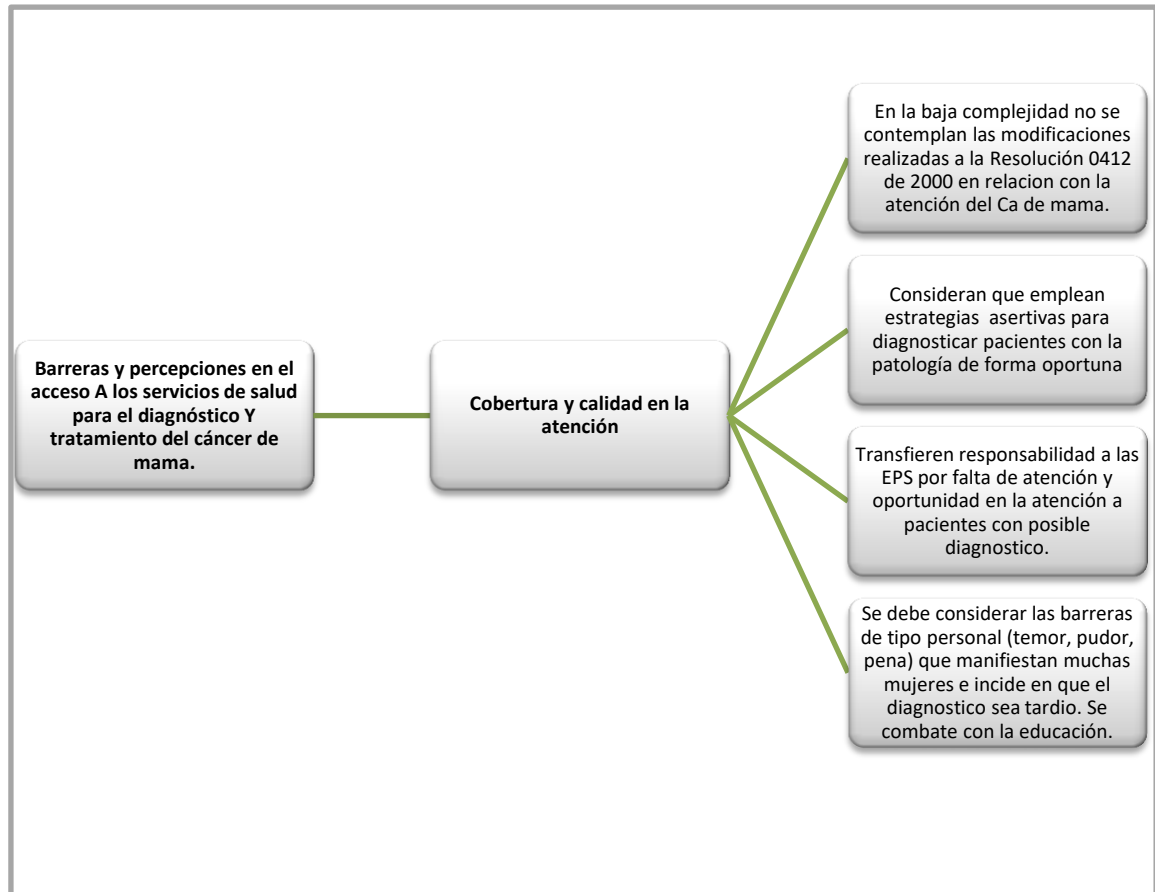 Barreras y percepciones en el
acceso A los servicios de salud
para el diagnóstico Y
tratamiento del cáncer de
mama.
Cobertura y calidad en la
atención
En la baja complejidad no se
contemplan las modificaciones
realizadas a la Resolución 0412
de 2000 en relacion con la
atención del Ca de mama.
Consideran que emplean
estrategias asertivas para
diagnosticar pacientes con la
patología de forma oportuna
Transfieren responsabilidad a las
EPS por falta de atención y
oportunidad en la atención a
pacientes con posible
diagnostico.
Se debe considerar las barreras
de tipo personal (temor, pudor,
pena) que manifiestan muchas
mujeres e incide en que el
diagnostico sea tardio. Se
combate con la educación.